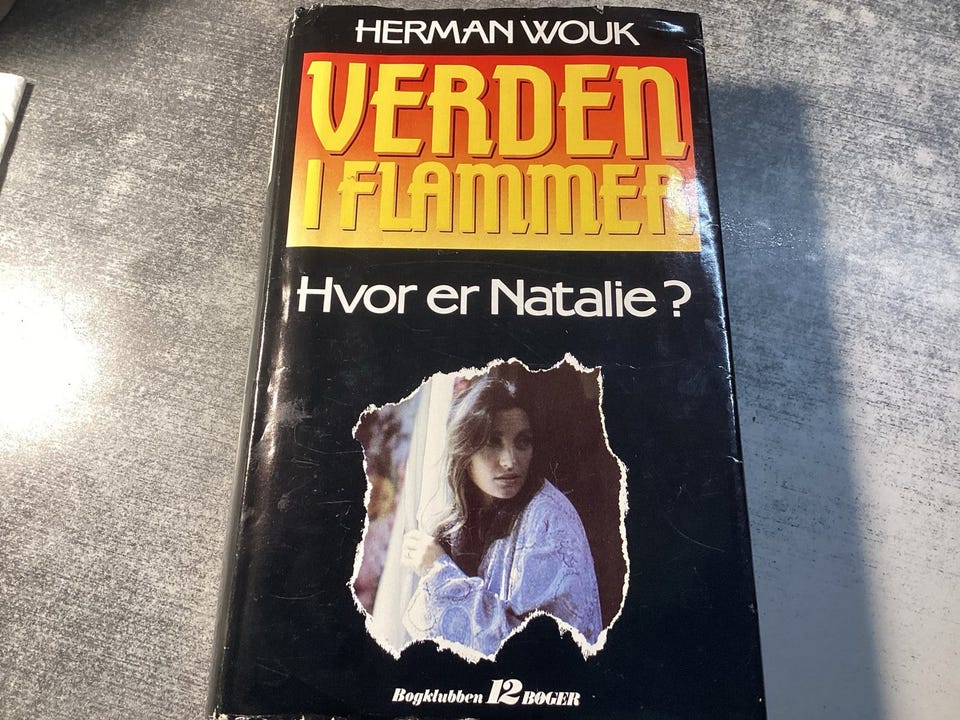 HERMAN WOUK
VERDEN
I FLAMMER
Hvor er Natalie?
Bogklubben 12 BØGER